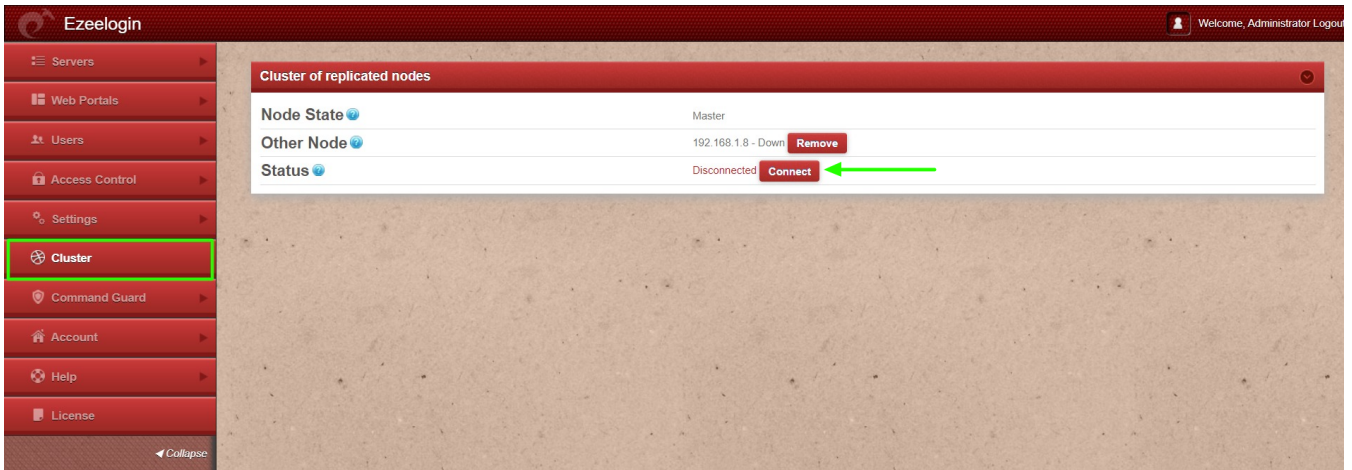 Ezeelogin
Welcome, Administrator Logout
Servers
Web Portals
Users
Access Control
Settings
Cluster
Command Guard
Account
Help
License
Collapse
Cluster of replicated nodes
Node State Master
Other Node 192.168.1.8 - Down Remove
Status Disconnected Connect